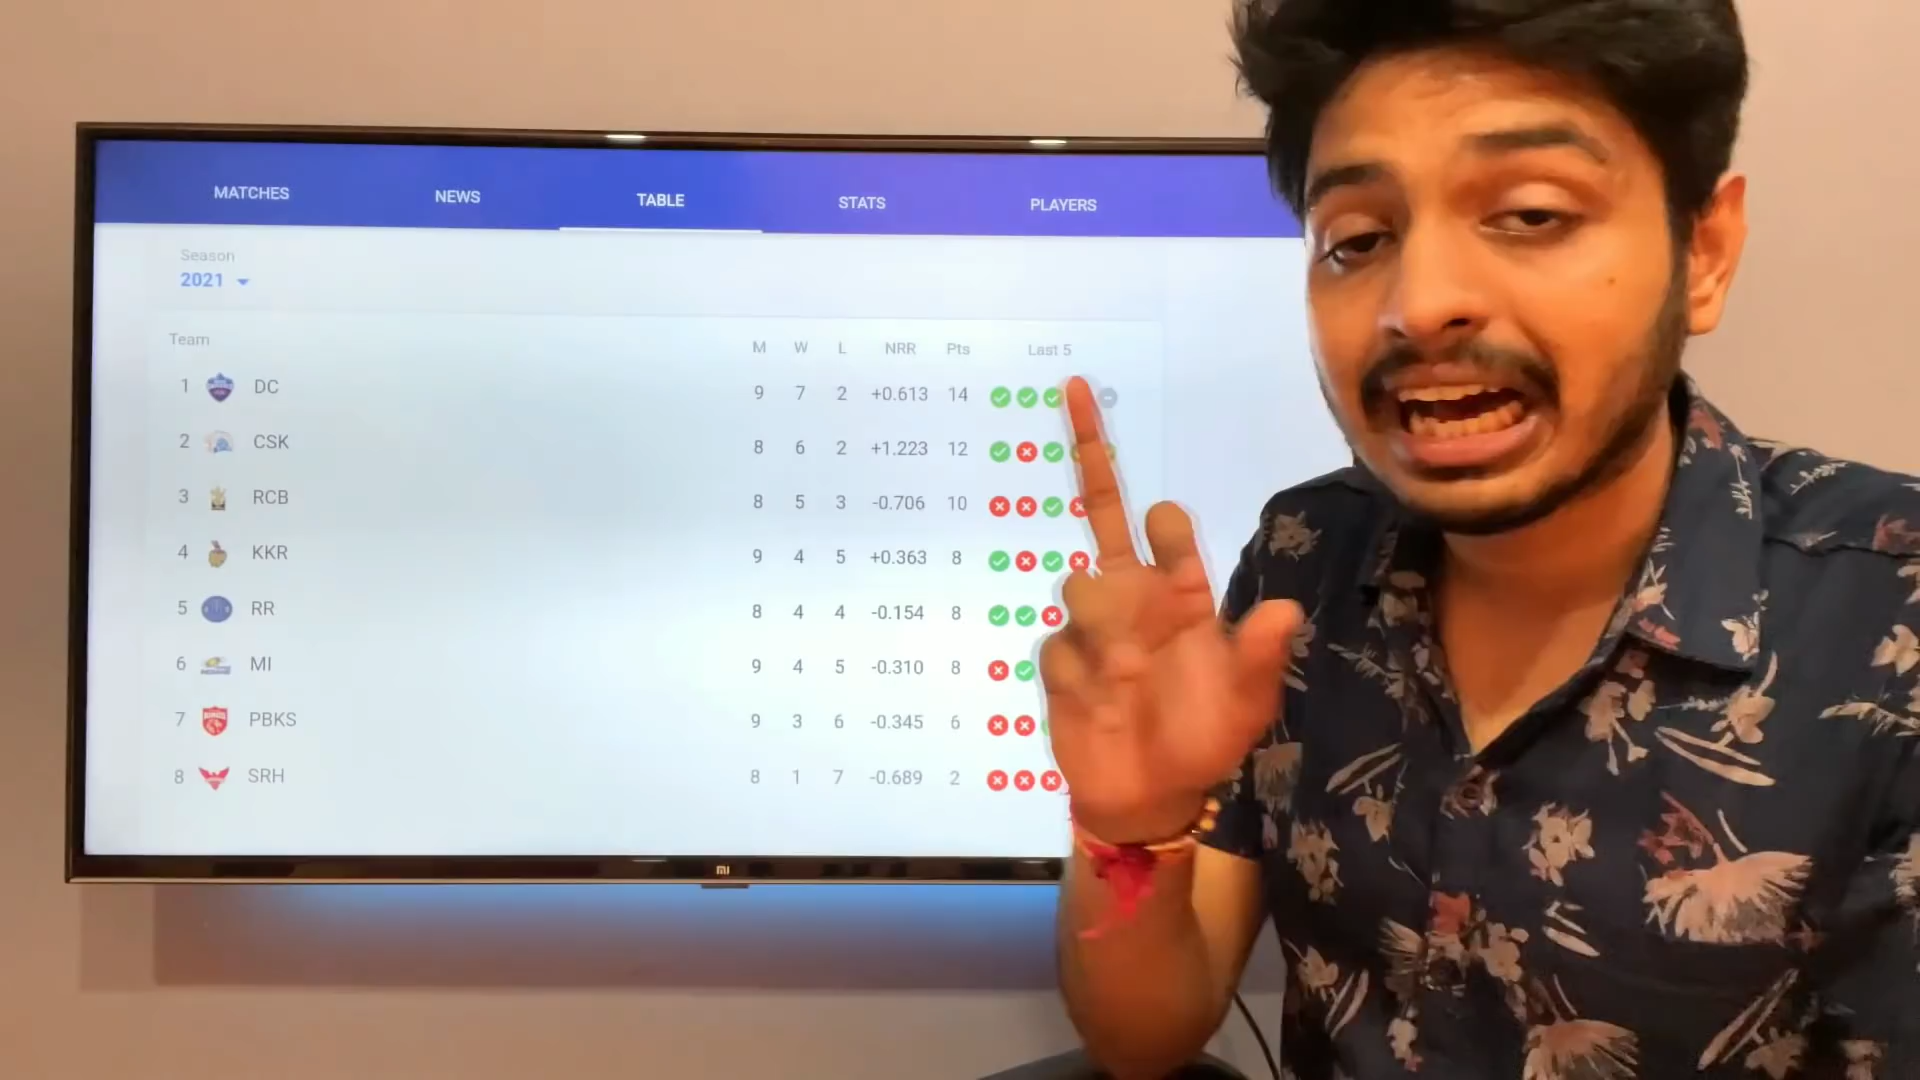 MATCHES NEWS TABLE STATS PLAYERS
Season
2021
Team M W L NRR Pts Last 5
1 DC 9 7 2 +0.613 14
2 CSK 8 6 2 +1.223 12
3 RCB 8 5 3 -0.706 10
4 KKR 9 4 5 +0.363 8
5 RR 8 4 4 -0.154 8
6 MI 9 4 5 -0.310 8
7 PBKS 9 3 6 -0.345 6
8 SRH 8 1 7 -0.689 2
mi